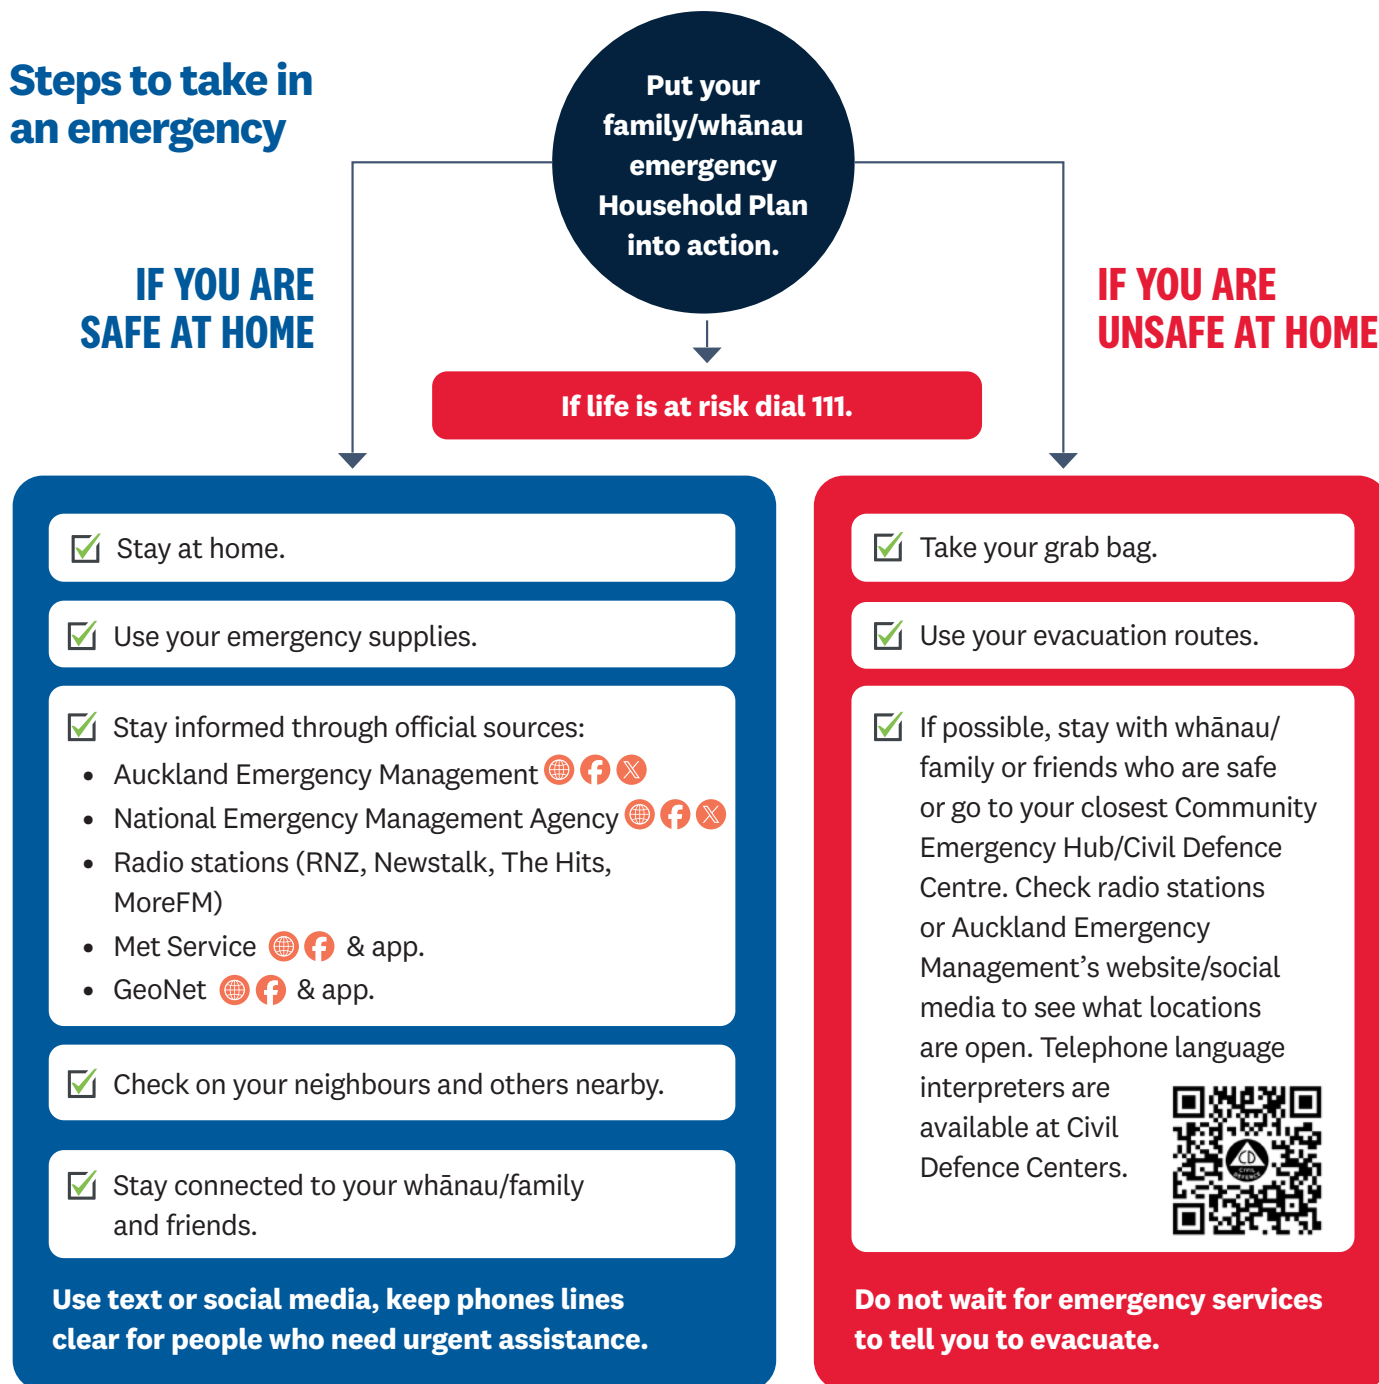 Steps to take in
an emergency
Put your
family/whānau
emergency
Household Plan
into action.
IF YOU ARE
SAFE AT HOME
IF YOU ARE
UNSAFE AT HOME
If life is at risk dial 111.
Stay at home.
Use your emergency supplies.
Stay informed through official sources:
• Auckland Emergency Management
• National Emergency Management Agency
• Radio stations (RNZ, Newstalk, The Hits,
MoreFM)
• Met Service & app.
• GeoNet & app.
Check on your neighbours and others nearby.
Stay connected to your whānau/family
and friends.
Use text or social media, keep phones lines
clear for people who need urgent assistance.
Take your grab bag.
Use your evacuation routes.
If possible, stay with whānau/
family or friends who are safe
or go to your closest Community
Emergency Hub/Civil Defence
Centre. Check radio stations
or Auckland Emergency
Management’s website/social
media to see what locations
are open. Telephone language
interpreters are
available at Civil
Defence Centers.
CD
CIVIL
DEFENCE
Do not wait for emergency services
to tell you to evacuate.